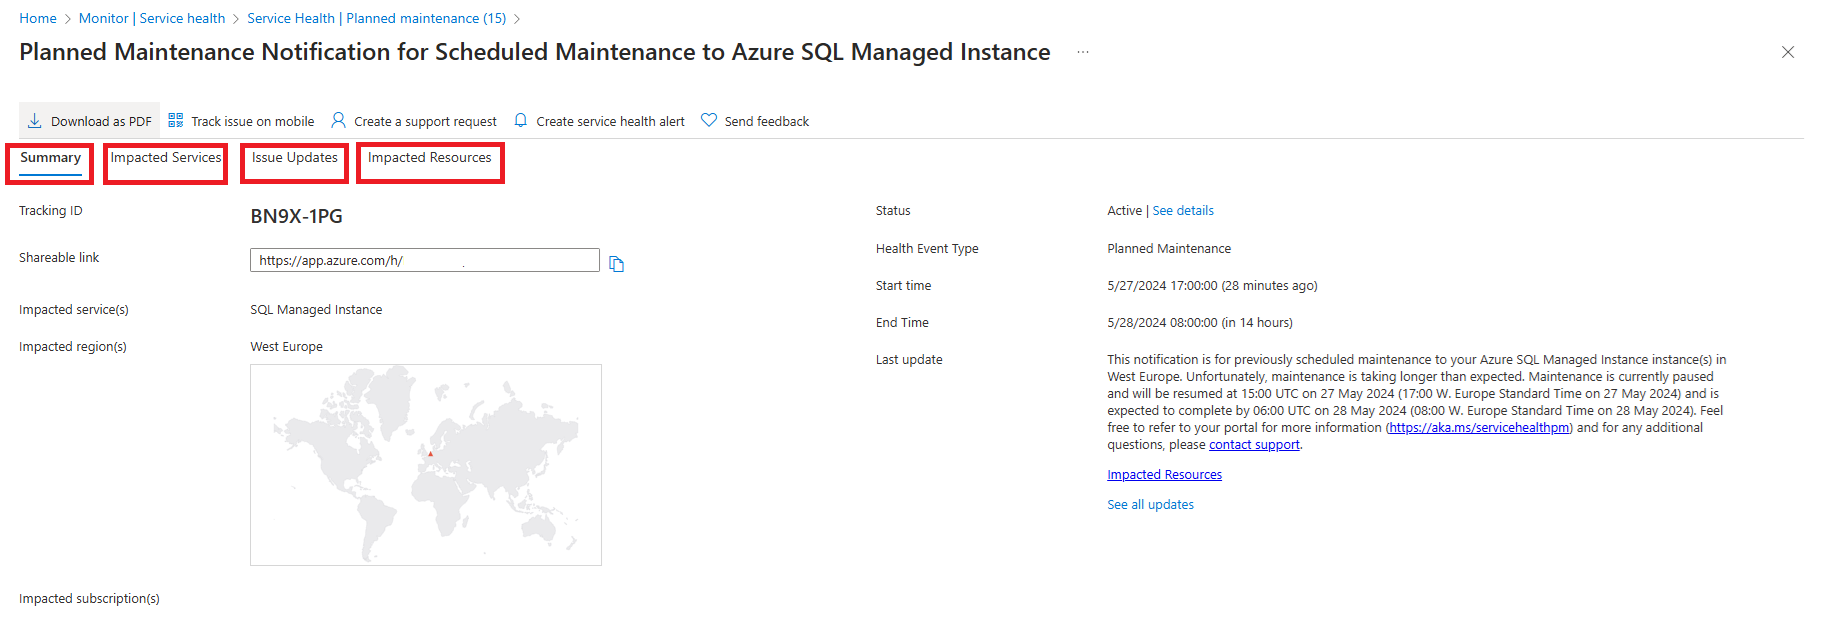 Home > Monitor | Service health > Service Health | Planned maintenance (15) >
Planned Maintenance Notification for Scheduled Maintenance to Azure SQL Managed Instance ...
Download as PDF Track issue on mobile Create a support request Create service health alert Send feedback
Summary Impacted Services Issue Updates Impacted Resources
Tracking ID BN9X-1PG
Shareable link https://app.azure.com/h/ .
Impacted service(s) SQL Managed Instance
Impacted region(s) West Europe
Impacted subscription(s)
Status Active | See details
Health Event Type Planned Maintenance
Start time 5/27/2024 17:00:00 (28 minutes ago)
End Time 5/28/2024 08:00:00 (in 14 hours)
Last update This notification is for previously scheduled maintenance to your Azure SQL Managed Instance instance(s) in
West Europe. Unfortunately, maintenance is taking longer than expected. Maintenance is currently paused
and will be resumed at 15:00 UTC on 27 May 2024 (17:00 W. Europe Standard Time on 27 May 2024) and is
expected to complete by 06:00 UTC on 28 May 2024 (08:00 W. Europe Standard Time on 28 May 2024). Feel
free to refer to your portal for more information (https://aka.ms/servicehealthpm) and for any additional
questions, please contact support.
Impacted Resources
See all updates